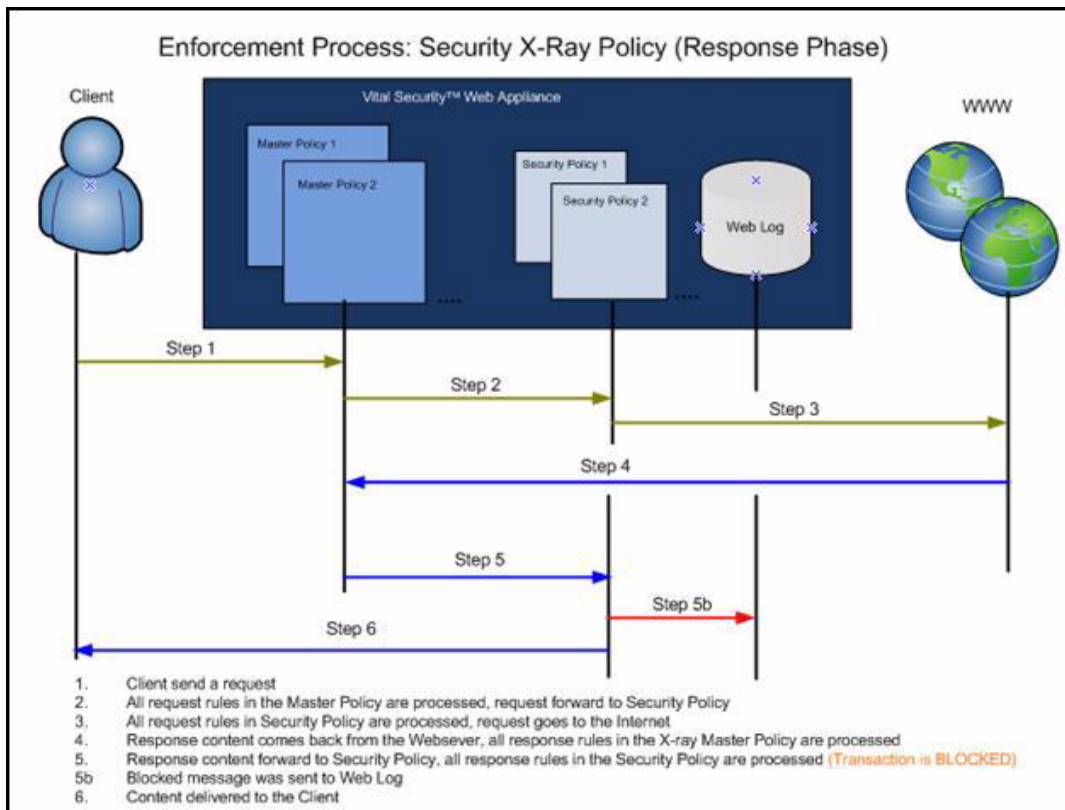 Enforcement Process: Security X-Ray Policy (Response Phase)
Client
Vital Security™ Web Appliance
WWW
Master Policy 1
Master Policy 2
....
Security Policy 1
Security Policy 2
....
Web Log
Step 1
Step 2
Step 3
Step 4
Step 5
Step 5b
Step 6
1. Client send a request
2. All request rules in the Master Policy are processed, request forward to Security Policy
3. All request rules in Security Policy are processed, request goes to the Internet
4. Response content comes back from the Websever, all response rules in the X-ray Master Policy are processed
5. Response content forward to Security Policy, all response rules in the Security Policy are processed (Transaction is BLOCKED)
5b Blocked message was sent to Web Log
6. Content delivered to the Client